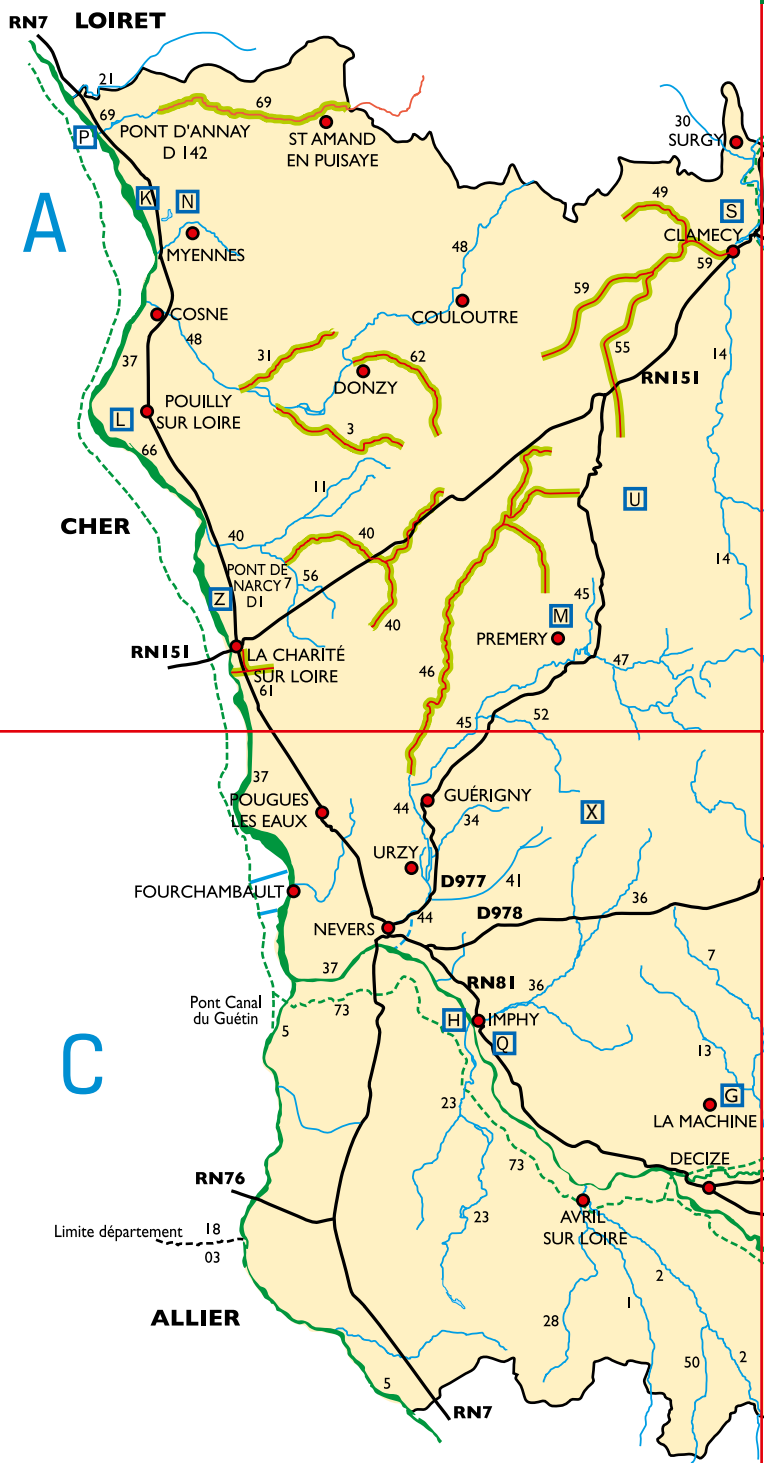 RN7
LOIRET
21
69
69
P
PONT D'ANNAY
D 142
ST AMAND
EN PUISAYE
30
SURGY
A
K
N
MYENNES
49
S
CLAMECY
59
48
59
COSNE
COULOUTRE
48
37
31
62
55
14
DONZY
RN151
L
POUILLY
SUR LOIRE
3
66
11
U
CHER
40
40
PONT DE
NARCY
D1
7
56
14
Z
40
45
M
PREMERY
RN151
LA CHARITÉ
SUR LOIRE
46
47
61
45
52
37
POUGUES
LES EAUX
44
GUÉRIGNY
34
X
URZY
D977
41
FOURCHAMBAULT
36
44
D978
NEVERS
37
7
RN81
36
Pont Canal
du Guétin
73
5
H
IMPHY
Q
13
C
23
G
LA MACHINE
73
DECIZE
RN76
23
AVRIL
SUR LOIRE
Limite département
18
03
2
1
ALLIER
28
50
2
5
RN7